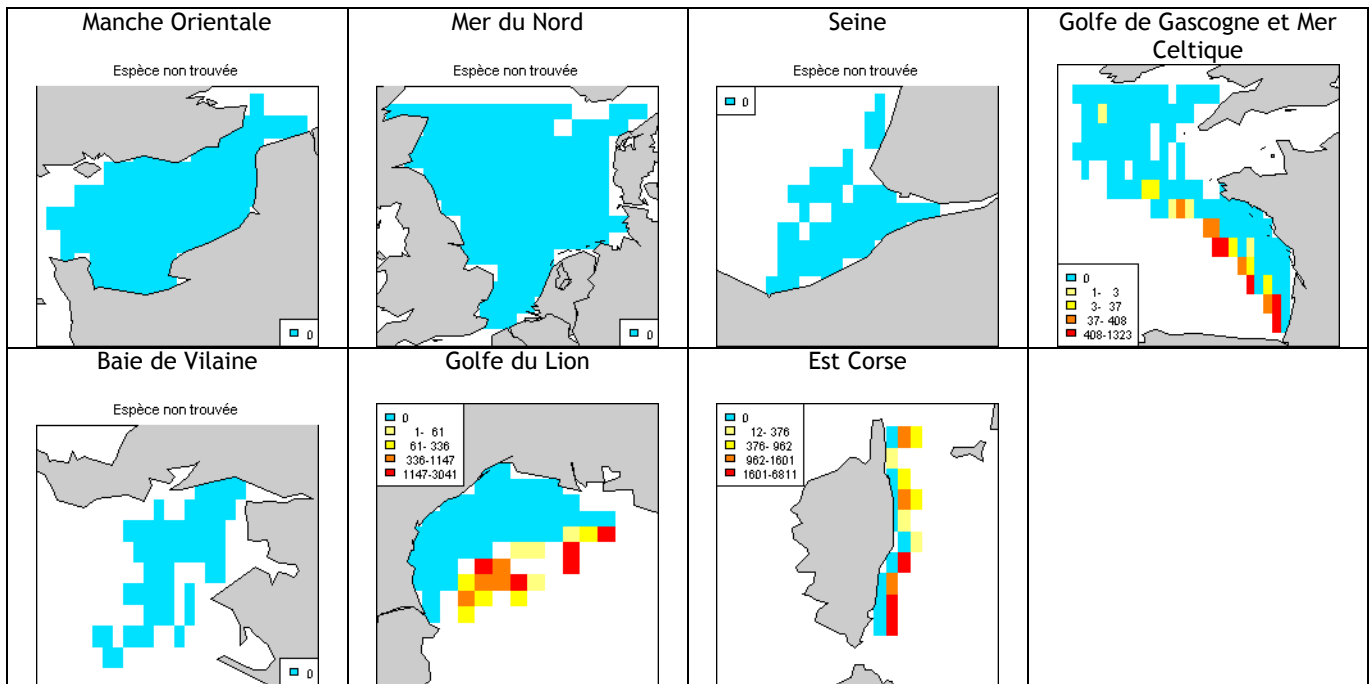 Manche Orientale
Espèce non trouvée
0
Mer du Nord
Espèce non trouvée
0
Seine
Espèce non trouvée
0
Golfe de Gascogne et Mer
Celtique
0
1- 3
3- 37
37- 408
408-1323
Baie de Vilaine
Espèce non trouvée
0
Golfe du Lion
0
1- 61
61- 336
336-1147
1147-3041
Est Corse
0
12- 376
376- 962
962-1601
1601-6811